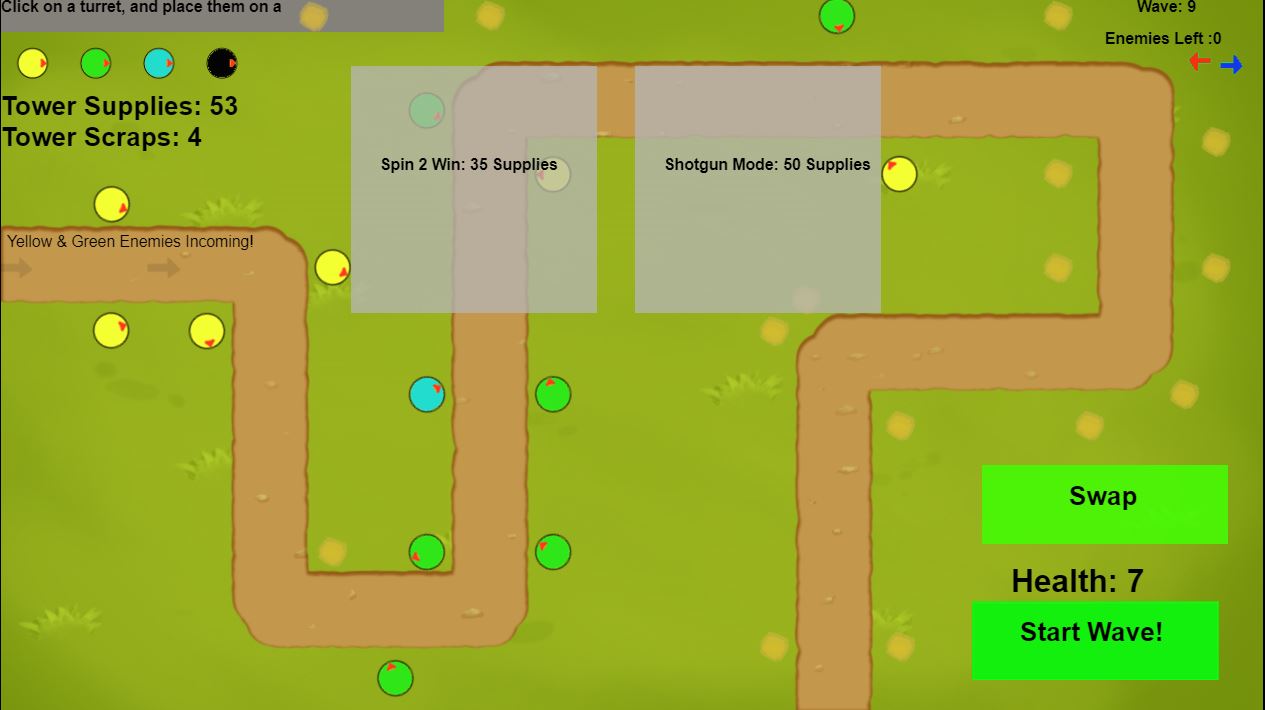 Click on a turret, and place them on a
Wave: 9
Enemies Left :0
Tower Supplies: 53
Tower Scraps: 4
Spin 2 Win: 35 Supplies
Shotgun Mode: 50 Supplies
Yellow & Green Enemies Incoming!
Swap
Health: 7
Start Wave!